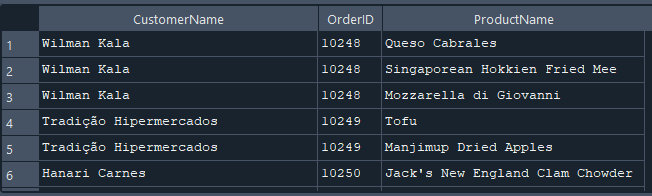 CustomerName OrderID ProductName
1 Wilman Kala 10248 Queso Cabrales
2 Wilman Kala 10248 Singaporean Hokkien Fried Mee
3 Wilman Kala 10248 Mozzarella di Giovanni
4 Tradição Hipermercados 10249 Tofu
5 Tradição Hipermercados 10249 Manjimup Dried Apples
6 Hanari Carnes 10250 Jack's New England Clam Chowder